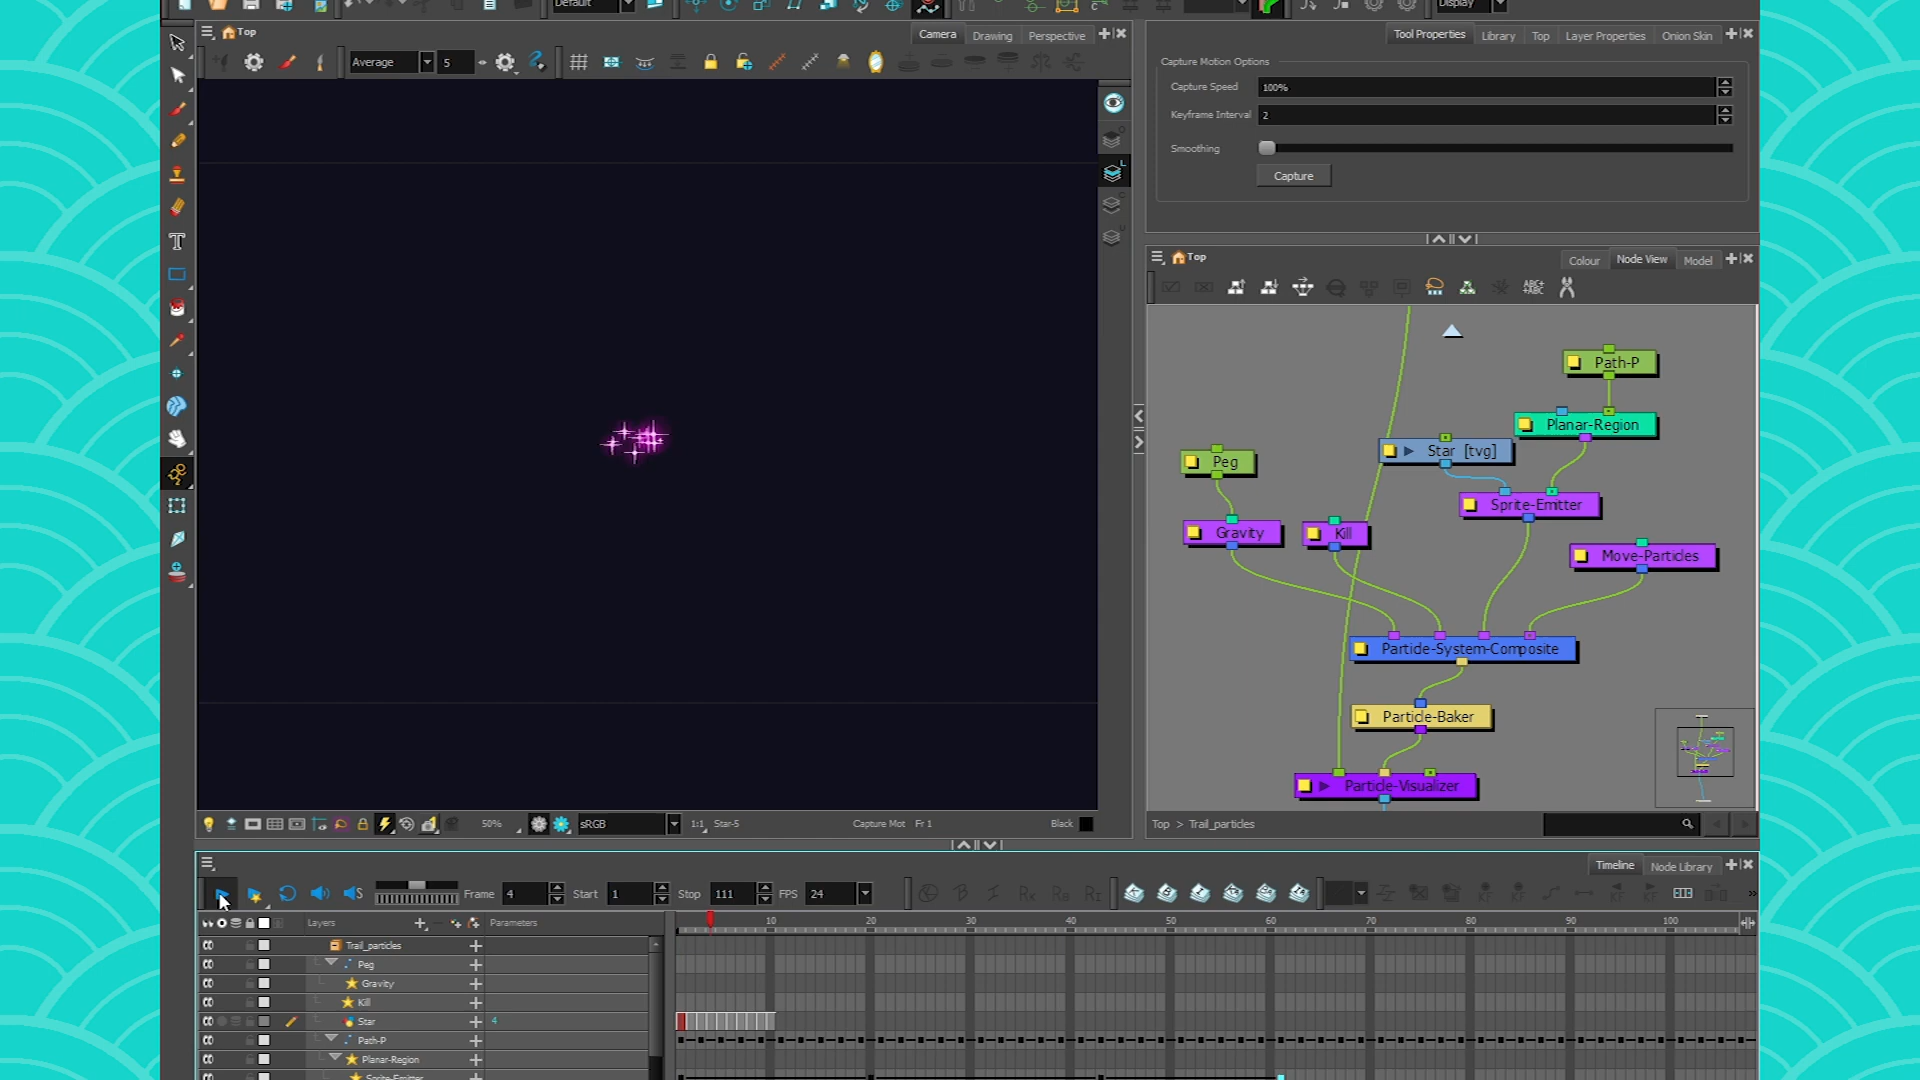 Default
Display
Top
Camera
Drawing
Perspective
Average
5
Tool Properties
Library
Top
Layer Properties
Onion Skin
Capture Motion Options
Capture Speed
100%
Keyframe Interval
2
Smoothing
Capture
Top
Colour
Node View
Model
ABC+
+ABC
Path-P
Planar-Region
Star [tvg]
Peg
Sprite-Emitter
Gravity
Kill
Move-Particles
Particle-System-Composite
Particle-Baker
Particle-Visualizer
50%
sRGB
1:1
Star-5
Capture Mot
Fr 1
Black
Top > Trail_particles
Timeline
Node Library
Frame
4
Start
1
Stop
111
FPS
24
Layers
Parameters
10
20
30
40
50
60
70
80
90
100
Trail_particles
Peg
Gravity
Kill
Star
4
Path-P
Planar-Region
Sprite-Emitter